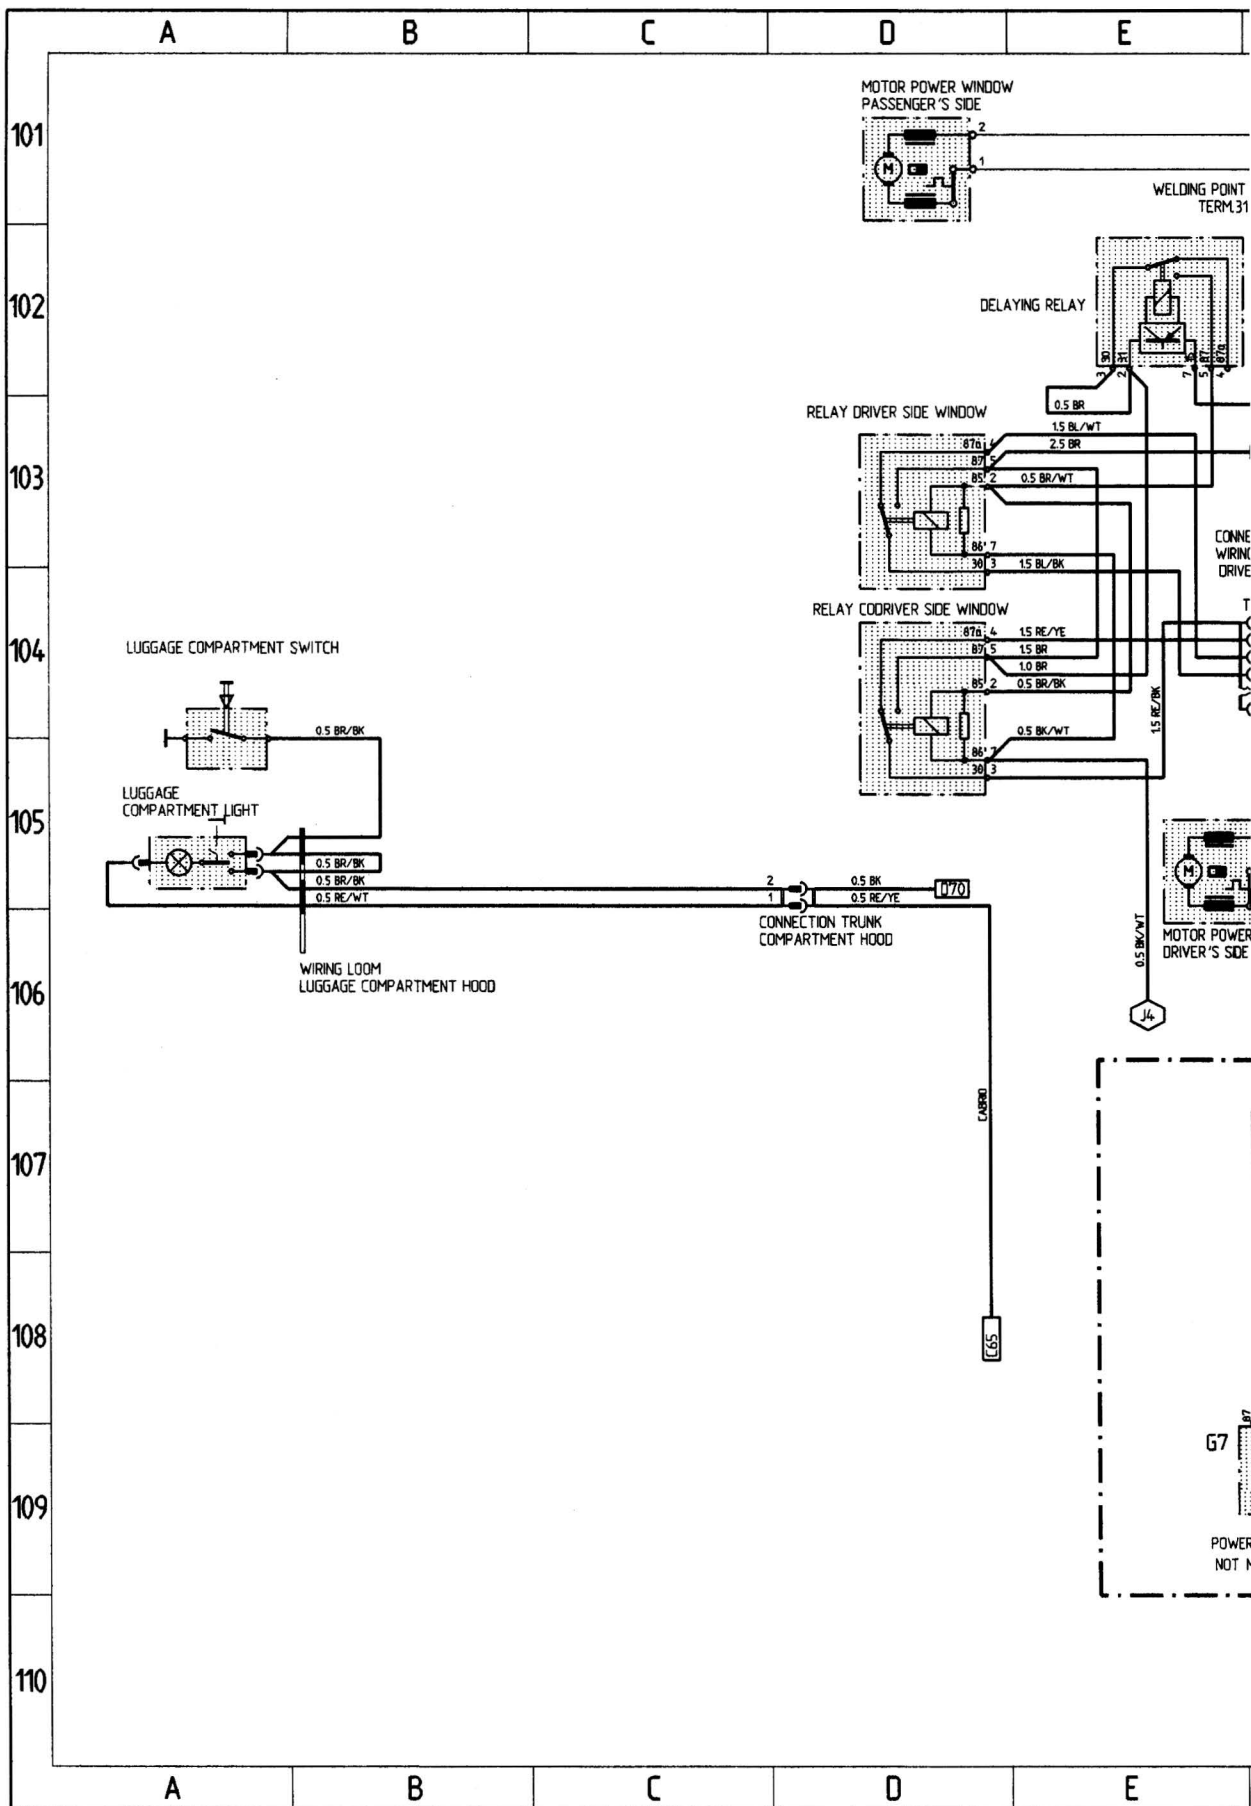 A B C D E
101
MOTOR POWER WINDOW
PASSENGER'S SIDE
2
M
1
WELDING POINT
TERM.31
102
DELAYING RELAY
3 30
2 31
7
5 87
4 87a
0.5 BR
RELAY DRIVER SIDE WINDOW
103
87a 4
1.5 BL/WT
87 5
2.5 BR
85 2
0.5 BR/WT
86 7
30 3
1.5 BL/BK
CONNE
WIRING
DRIVE
T
RELAY CODRIVER SIDE WINDOW
104
LUGGAGE COMPARTMENT SWITCH
87a 4
1.5 RE/YE
87 5
1.5 BR
1.0 BR
85 2
0.5 BR/BK
1.5 RE/BK
0.5 BR/BK
0.5 BK/WT
86 7
30 3
105
LUGGAGE
COMPARTMENT LIGHT
0.5 BR/BK
0.5 BR/BK
0.5 RE/WT
2
1
0.5 BK
D70
0.5 RE/YE
M
CONNECTION TRUNK
COMPARTMENT HOOD
MOTOR POWER
DRIVER'S SIDE
0.5 BK/WT
106
WIRING LOOM
LUGGAGE COMPARTMENT HOOD
J4
CABRIO
107
108
C65
87
G7
109
POWER
NOT
110
A B C D E